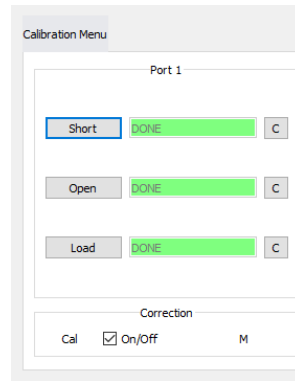 Calibration Menu
Port 1
Short DONE C
Open DONE C
Load DONE C
Correction
Cal On/Off M